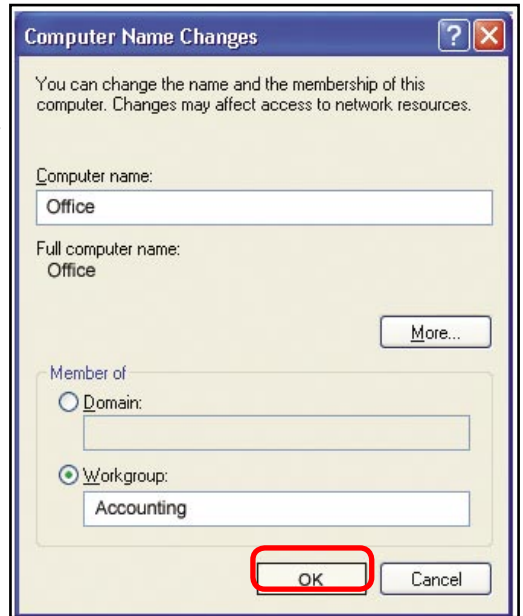 Computer Name Changes
You can change the name and the membership of this
computer. Changes may affect access to network resources.
Computer name:
Office
Full computer name:
Office
More...
Member of
Domain:
Workgroup:
Accounting
OK
Cancel